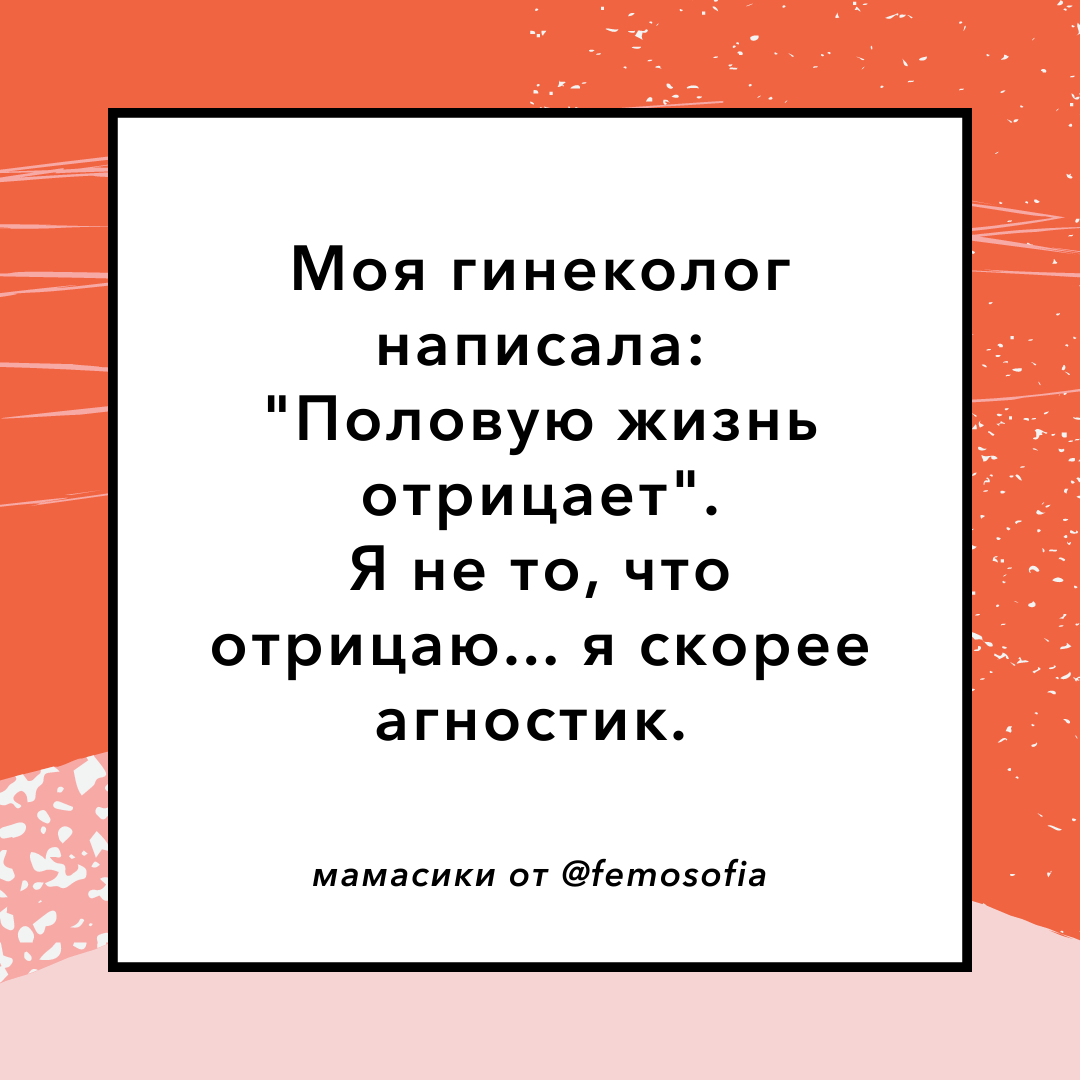 Моя гинеколог
написала:
"Половую жизнь
отрицает".
Я не то, что
отрицаю... я скорее
агностик.
мамасики от @femosofia